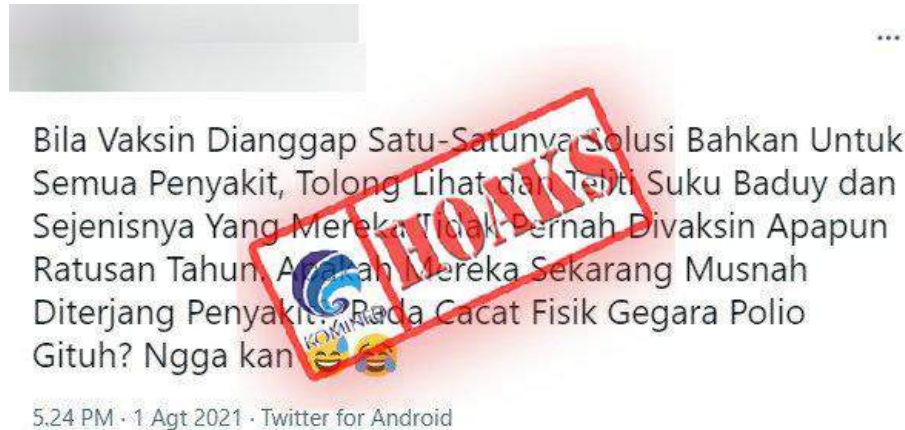 Bila Vaksin Dianggap Satu-Satunya Solusi Bahkan Untuk
Semua Penyakit, Tolong Lihat dan Teliti Suku Baduy dan
Sejenisnya Yang Mereka Tidak Pernah Divaksin Apapun
Ratusan Tahun. Apakah Mereka Sekarang Musnah
Diterjang Penyakit? Pada Cacat Fisik Gegara Polio
Gituh? Ngga kan 😅 😂
HOAKS
KOMINFO
5.24 PM · 1 Agt 2021 · Twitter for Android